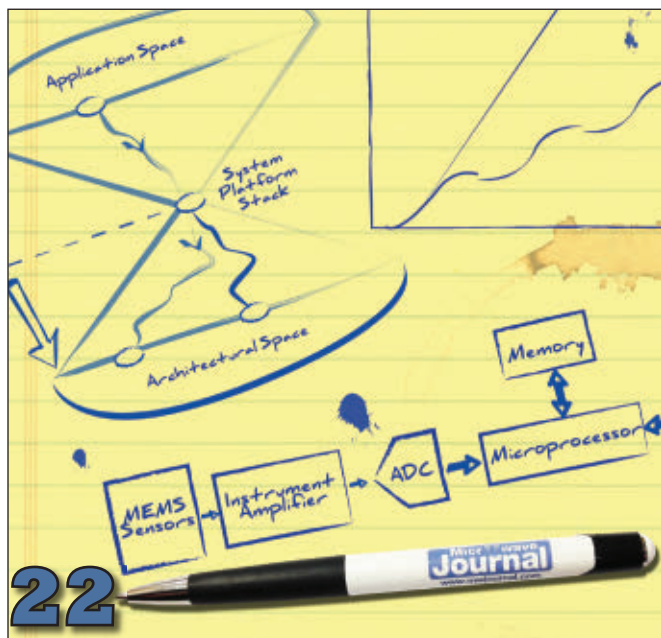 Application Space
System
Platform
Stack
Architectural Space
Memory
Microprocessor
ADC
Instrument
Amplifier
MEMS
Sensors
Journal
22